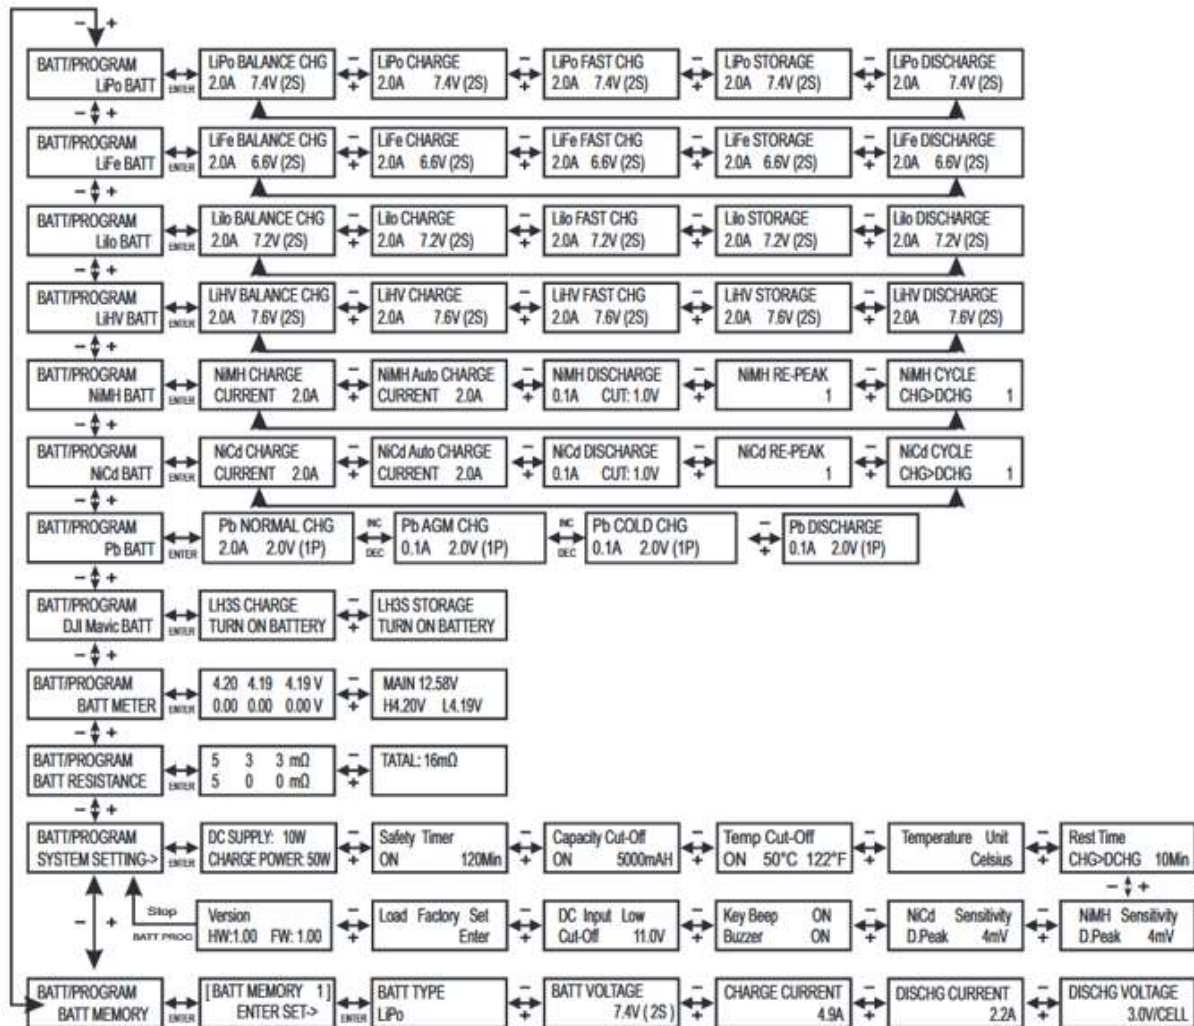 − +
BATT/PROGRAM
LiPo BATT
ENTER
LiPo BALANCE CHG
2.0A 7.4V (2S)
− +
LiPo CHARGE
2.0A 7.4V (2S)
− +
LiPo FAST CHG
2.0A 7.4V (2S)
− +
LiPo STORAGE
2.0A 7.4V (2S)
− +
LiPo DISCHARGE
2.0A 7.4V (2S)
− +
BATT/PROGRAM
LiFe BATT
ENTER
LiFe BALANCE CHG
2.0A 6.6V (2S)
− +
LiFe CHARGE
2.0A 6.6V (2S)
− +
LiFe FAST CHG
2.0A 6.6V (2S)
− +
LiFe STORAGE
2.0A 6.6V (2S)
− +
LiFe DISCHARGE
2.0A 6.6V (2S)
− +
BATT/PROGRAM
LiIo BATT
ENTER
LiIo BALANCE CHG
2.0A 7.2V (2S)
− +
LiIo CHARGE
2.0A 7.2V (2S)
− +
LiIo FAST CHG
2.0A 7.2V (2S)
− +
LiIo STORAGE
2.0A 7.2V (2S)
− +
LiIo DISCHARGE
2.0A 7.2V (2S)
− +
BATT/PROGRAM
LiHV BATT
ENTER
LiHV BALANCE CHG
2.0A 7.6V (2S)
− +
LiHV CHARGE
2.0A 7.6V (2S)
− +
LiHV FAST CHG
2.0A 7.6V (2S)
− +
LiHV STORAGE
2.0A 7.6V (2S)
− +
LiHV DISCHARGE
2.0A 7.6V (2S)
− +
BATT/PROGRAM
NiMH BATT
ENTER
NiMH CHARGE
CURRENT 2.0A
− +
NiMH Auto CHARGE
CURRENT 2.0A
− +
NiMH DISCHARGE
0.1A CUT: 1.0V
− +
NiMH RE-PEAK
1
− +
NiMH CYCLE
CHG>DCHG 1
− +
BATT/PROGRAM
NiCd BATT
ENTER
NiCd CHARGE
CURRENT 2.0A
− +
NiCd Auto CHARGE
CURRENT 2.0A
− +
NiCd DISCHARGE
0.1A CUT: 1.0V
− +
NiCd RE-PEAK
1
− +
NiCd CYCLE
CHG>DCHG 1
− +
BATT/PROGRAM
Pb BATT
ENTER
Pb NORMAL CHG
2.0A 2.0V (1P)
INC
DEC
Pb AGM CHG
0.1A 2.0V (1P)
INC
DEC
Pb COLD CHG
0.1A 2.0V (1P)
− +
Pb DISCHARGE
0.1A 2.0V (1P)
− +
BATT/PROGRAM
DJI Mavic BATT
ENTER
LH3S CHARGE
TURN ON BATTERY
− +
LH3S STORAGE
TURN ON BATTERY
− +
BATT/PROGRAM
BATT METER
ENTER
4.20 4.19 4.19 V
0.00 0.00 0.00 V
− +
MAIN 12.58V
H4.20V L4.19V
− +
BATT/PROGRAM
BATT RESISTANCE
ENTER
5 3 3 mΩ
5 0 0 mΩ
− +
TATAL: 16mΩ
− +
BATT/PROGRAM
SYSTEM SETTING->
ENTER
DC SUPPLY: 10W
CHARGE POWER: 50W
− +
Safety Timer
ON 120Min
− +
Capacity Cut-Off
ON 5000mAH
− +
Temp Cut-Off
ON 50°C 122°F
− +
Temperature Unit
Celsius
− +
Rest Time
CHG>DCHG 10Min
− +
− +
Stop
BATT PROG
Version
HW:1.00 FW: 1.00
− +
Load Factory Set
Enter
− +
DC Input Low
Cut-Off 11.0V
− +
Key Beep ON
Buzzer ON
− +
NiCd Sensitivity
D.Peak 4mV
− +
NiMH Sensitivity
D.Peak 4mV
BATT/PROGRAM
BATT MEMORY
ENTER
[BATT MEMORY 1]
ENTER SET->
ENTER
BATT TYPE
LiPo
− +
BATT VOLTAGE
7.4V ( 2S )
− +
CHARGE CURRENT
4.9A
− +
DISCHG CURRENT
2.2A
− +
DISCHG VOLTAGE
3.0V/CELL